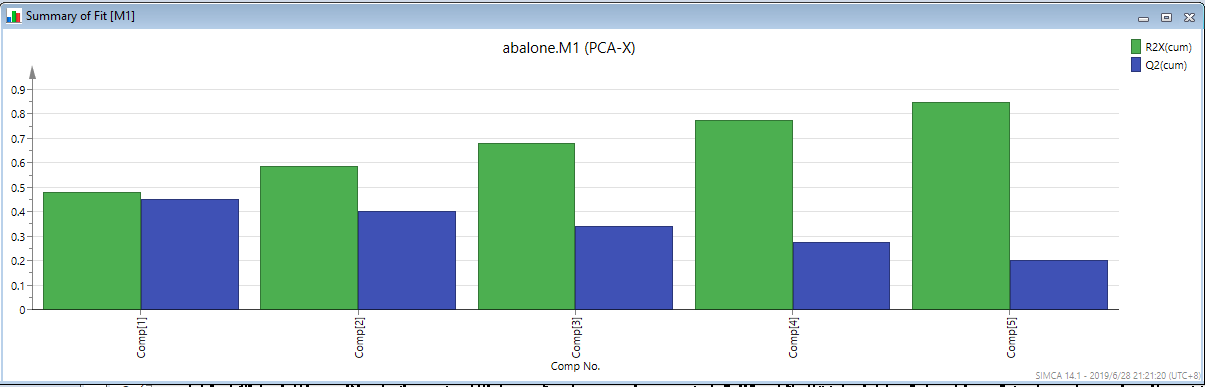 Summary of Fit [M1]
abalone.M1 (PCA-X)
R2X(cum)
Q2(cum)
0.9
0.8
0.7
0.6
0.5
0.4
0.3
0.2
0.1
0
Comp[1]
Comp[2]
Comp[3]
Comp[4]
Comp[5]
Comp No.
SIMCA 14.1 - 2019/6/28 21:21:20 (UTC+8)